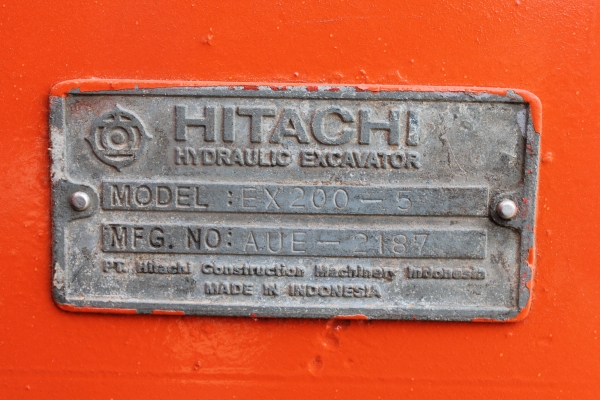 HITACHI
HYDRAULIC EXCAVATOR
MODEL : EX200-5
MFG. NO: AUE-2187
PT. Hitachi Construction Machinery Indonesia
MADE IN INDONESIA